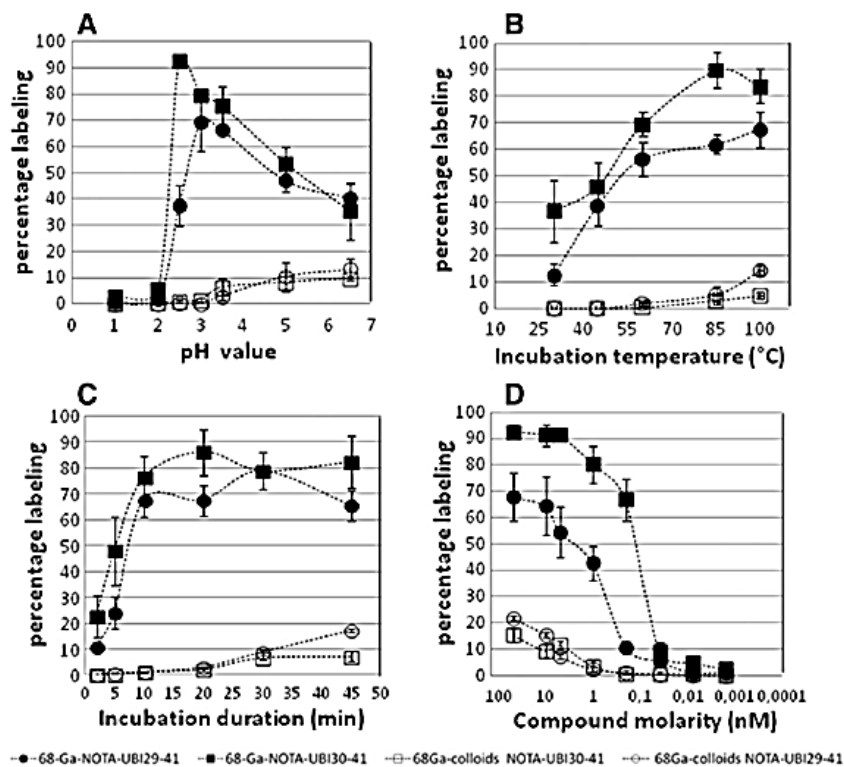 A
percentage labeling
100
90
80
70
60
50
40
30
20
10
0
0 1 2 3 4 5 6 7
pH value
B
percentage labeling
100
90
80
70
60
50
40
30
20
10
0
10 25 40 55 70 85 100
Incubation temperature (°C)
C
percentage labeling
100
90
80
70
60
50
40
30
20
10
0
0 5 10 15 20 25 30 35 40 45 50
Incubation duration (min)
D
percentage labeling
100
90
80
70
60
50
40
30
20
10
0
100 10 1 0,1 0,01 0,001 0,0001
Compound molarity (nM)
68-Ga-NOTA-UBI29-41 68-Ga-NOTA-UBI30-41 68Ga-colloids NOTA-UBI30-41 68Ga-colloids NOTA-UBI29-41